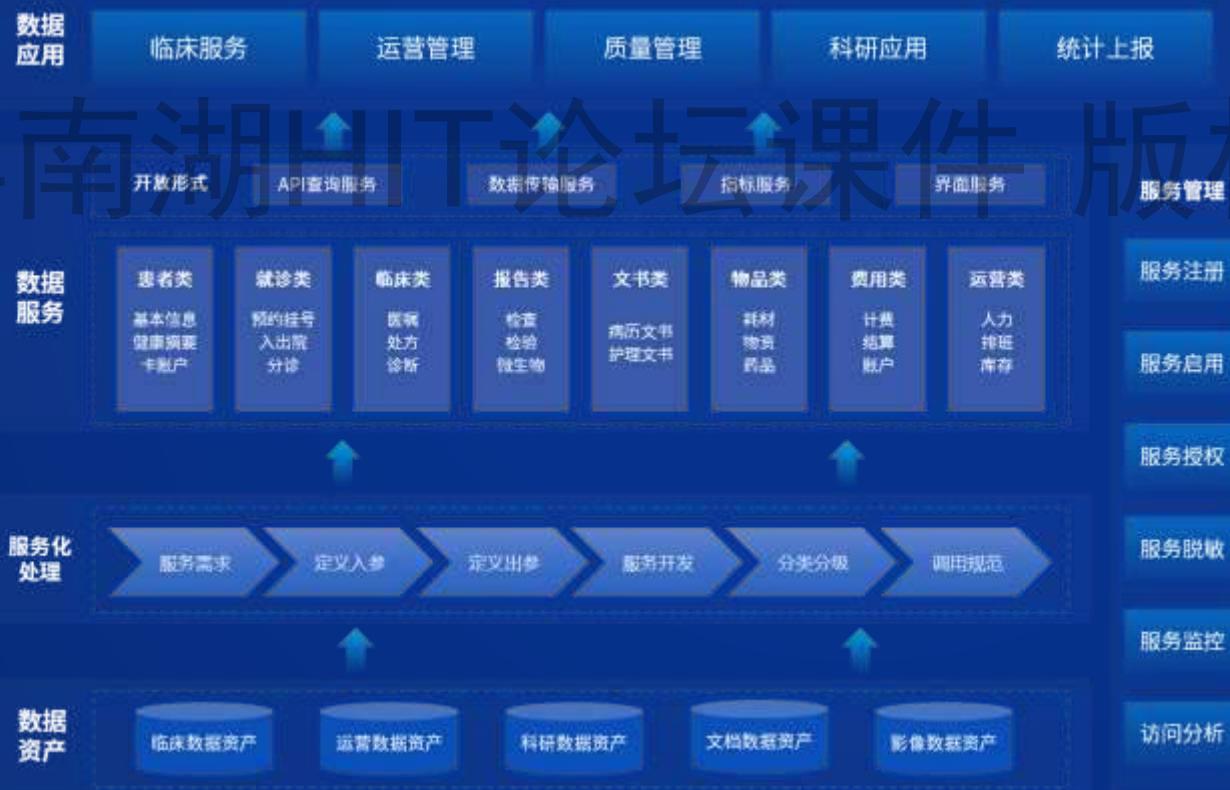 数据
应用
临床服务
运营管理
质量管理
科研应用
统计上报
南湖HIT论坛课件 版权
开放形式
API查询服务
数据传输服务
指标服务
界面服务
服务管理
数据
服务
患者类
基本信息
健康摘要
卡账户
就诊类
预约挂号
入出院
分诊
临床类
医嘱
处方
诊断
报告类
检查
检验
微生物
文书类
病历文书
护理文书
物品类
耗材
物资
药品
费用类
计费
结算
账户
运营类
人力
排班
库存
服务注册
服务启用
服务授权
服务脱敏
服务监控
访问分析
服务化
处理
服务需求
定义入参
定义出参
服务开发
分类分级
调用规范
数据
资产
临床数据资产
运营数据资产
科研数据资产
文档数据资产
影像数据资产